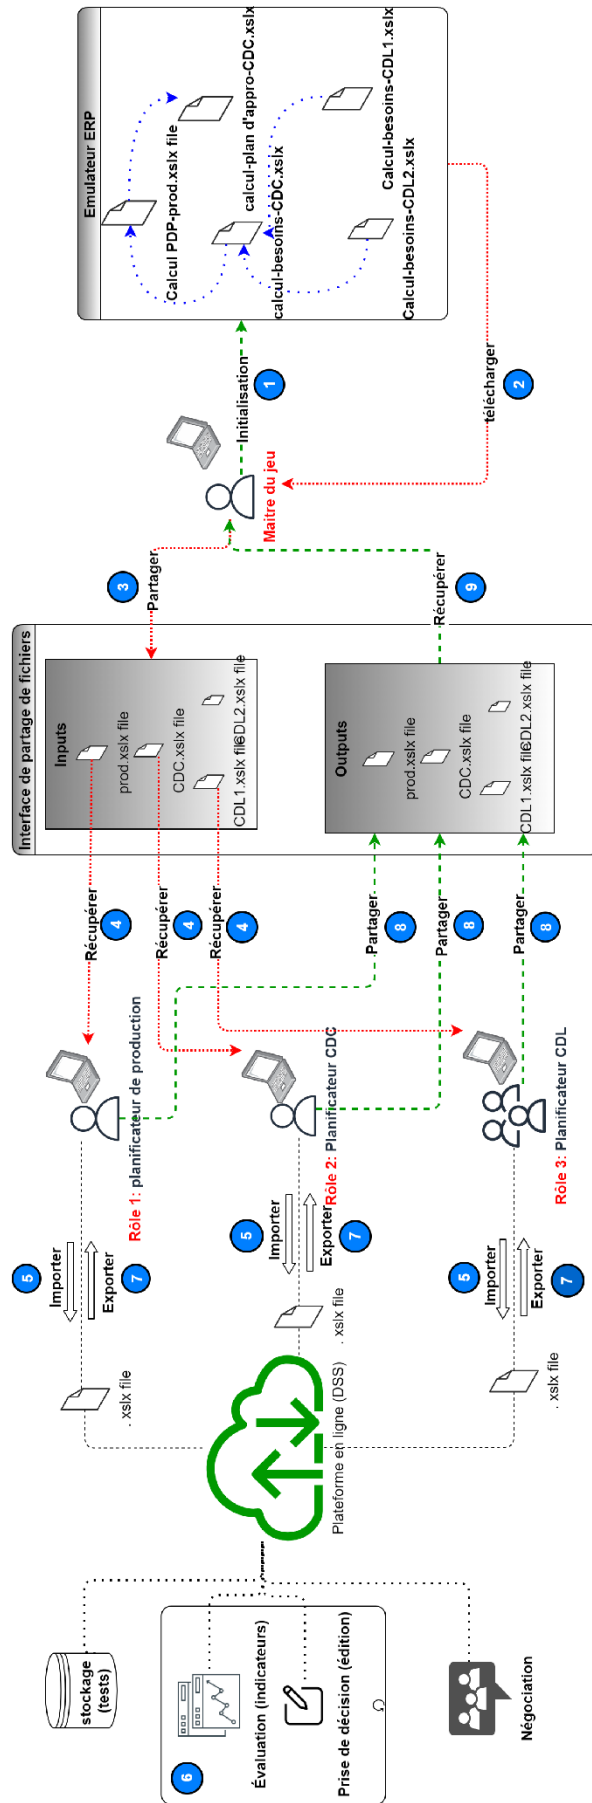 stockage
(tests)
6
Évaluation (indicateurs)
Prise de décision (édition)
Négociation
Plateforme en ligne (DSS)
. xslx file
5
Importer
Exporter
7
Rôle 1: planificateur de production
. xslx file
5
Importer
Exporter
7
Rôle 2: Planificateur CDC
. xslx file
5
Importer
Exporter
7
Rôle 3: Planificateur CDL
Récupérer
4
Récupérer
4
Récupérer
4
Partager
8
Partager
8
Partager
8
Interface de partage de fichiers
Inputs
prod.xslx file
CDC.xslx file
CDL1.xslx file
CDL2.xslx file
Outputs
prod.xslx file
CDC.xslx file
CDL1.xslx file
CDL2.xslx file
3
Partager
Récupérer
9
Maitre du jeu
Initialisation
1
télécharger
2
Emulateur ERP
Calcul PDP-prod.xslx file
calcul-plan d'appro-CDC.xslx
calcul-besoins-CDC.xslx
Calcul-besoins-CDL1.xslx
Calcul-besoins-CDL2.xslx